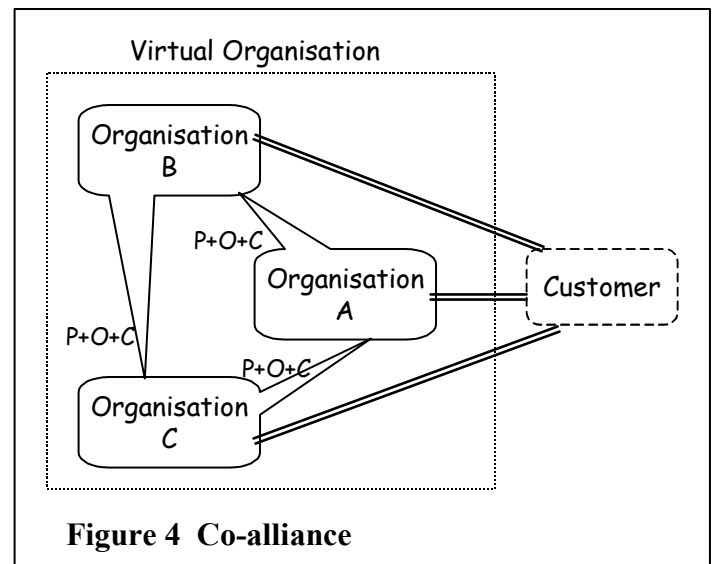 Virtual Organisation
Organisation
B
P+O+C
Organisation
A
Customer
P+O+C
P+O+C
Organisation
C
Figure 4 Co-alliance